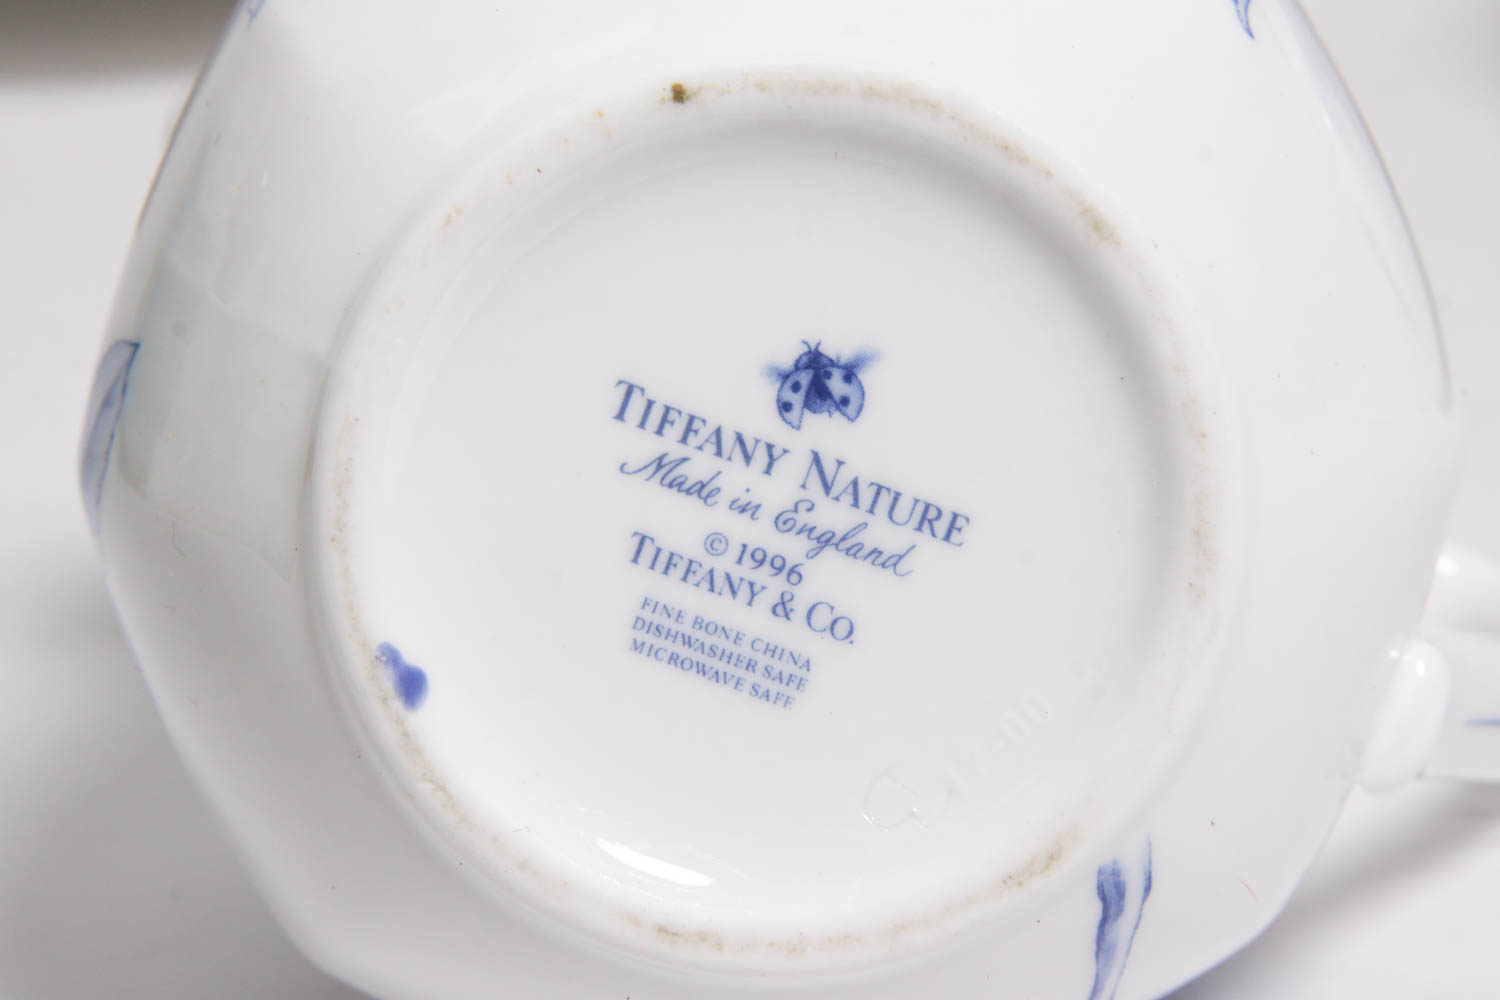 TIFFANY NATURE
Made in England
© 1996
TIFFANY & CO.
FINE BONE CHINA
DISHWASHER SAFE
MICROWAVE SAFE